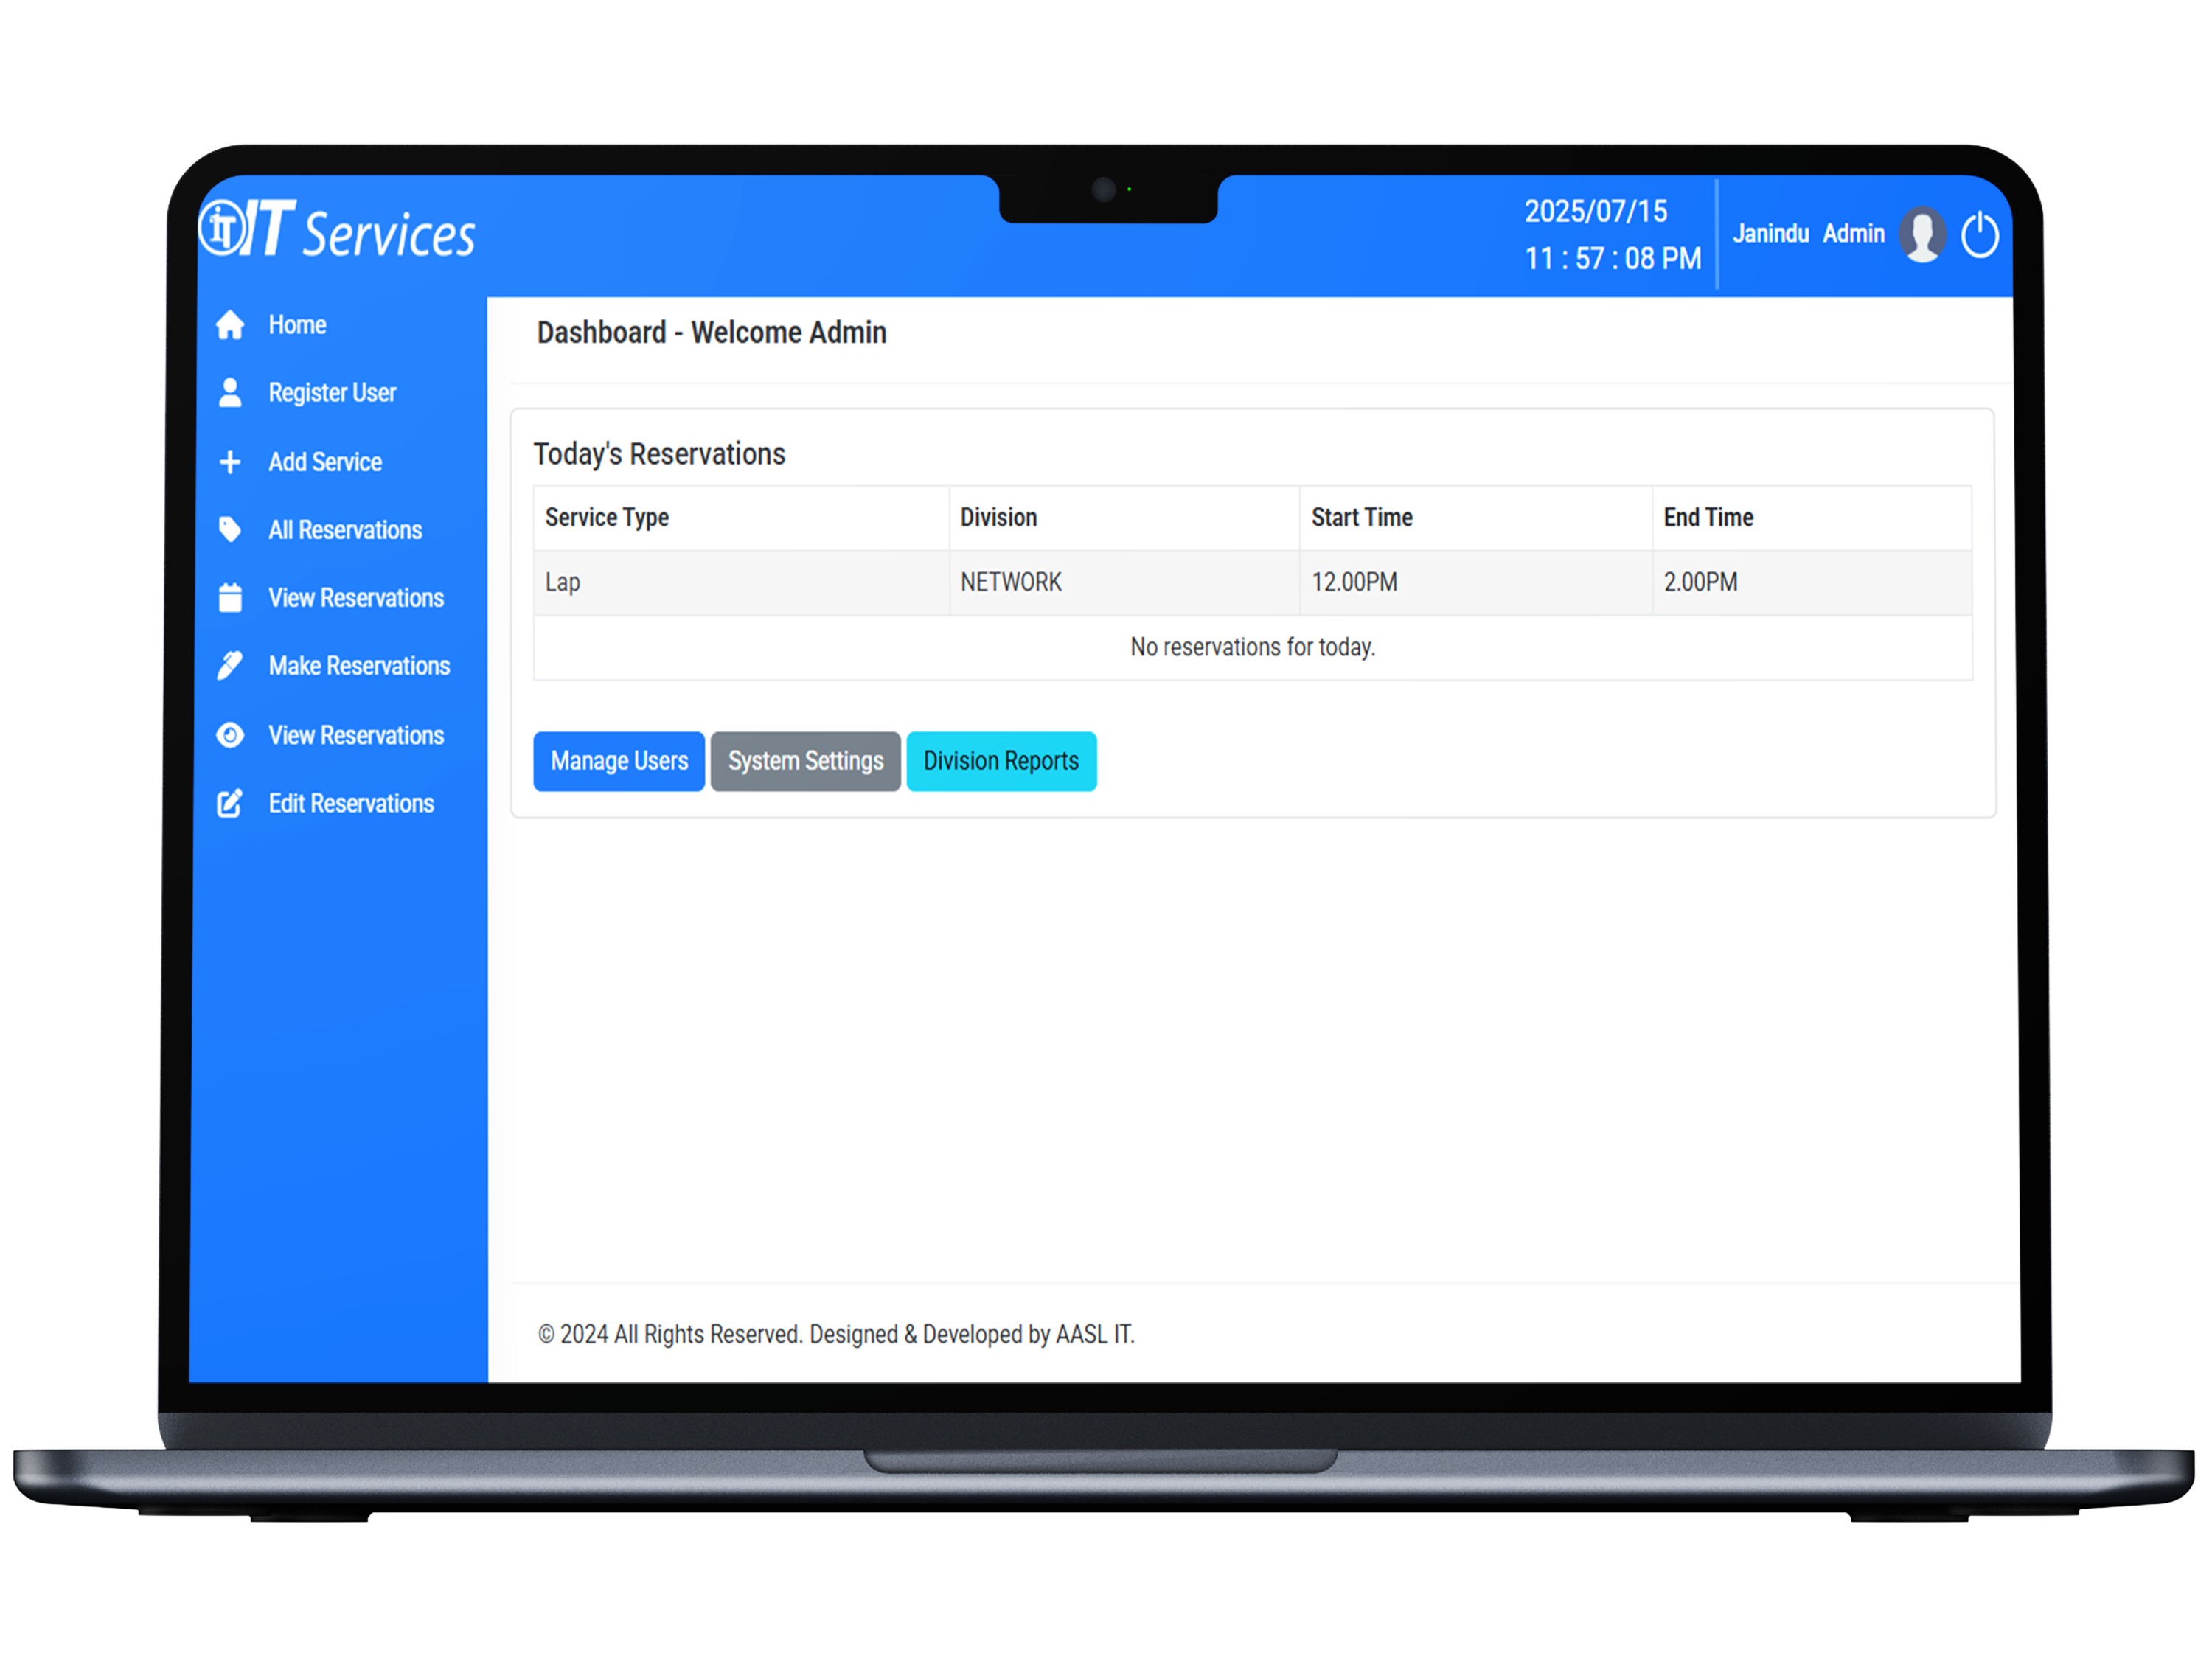 iT IT Services
2025/07/15
11 : 57 : 08 PM
Janindu Admin
Home
Register User
Add Service
All Reservations
View Reservations
Make Reservations
View Reservations
Edit Reservations
Dashboard - Welcome Admin
Today's Reservations
Service Type Division Start Time End Time
Lap NETWORK 12.00PM 2.00PM
No reservations for today.
Manage Users System Settings Division Reports
© 2024 All Rights Reserved. Designed & Developed by AASL IT.